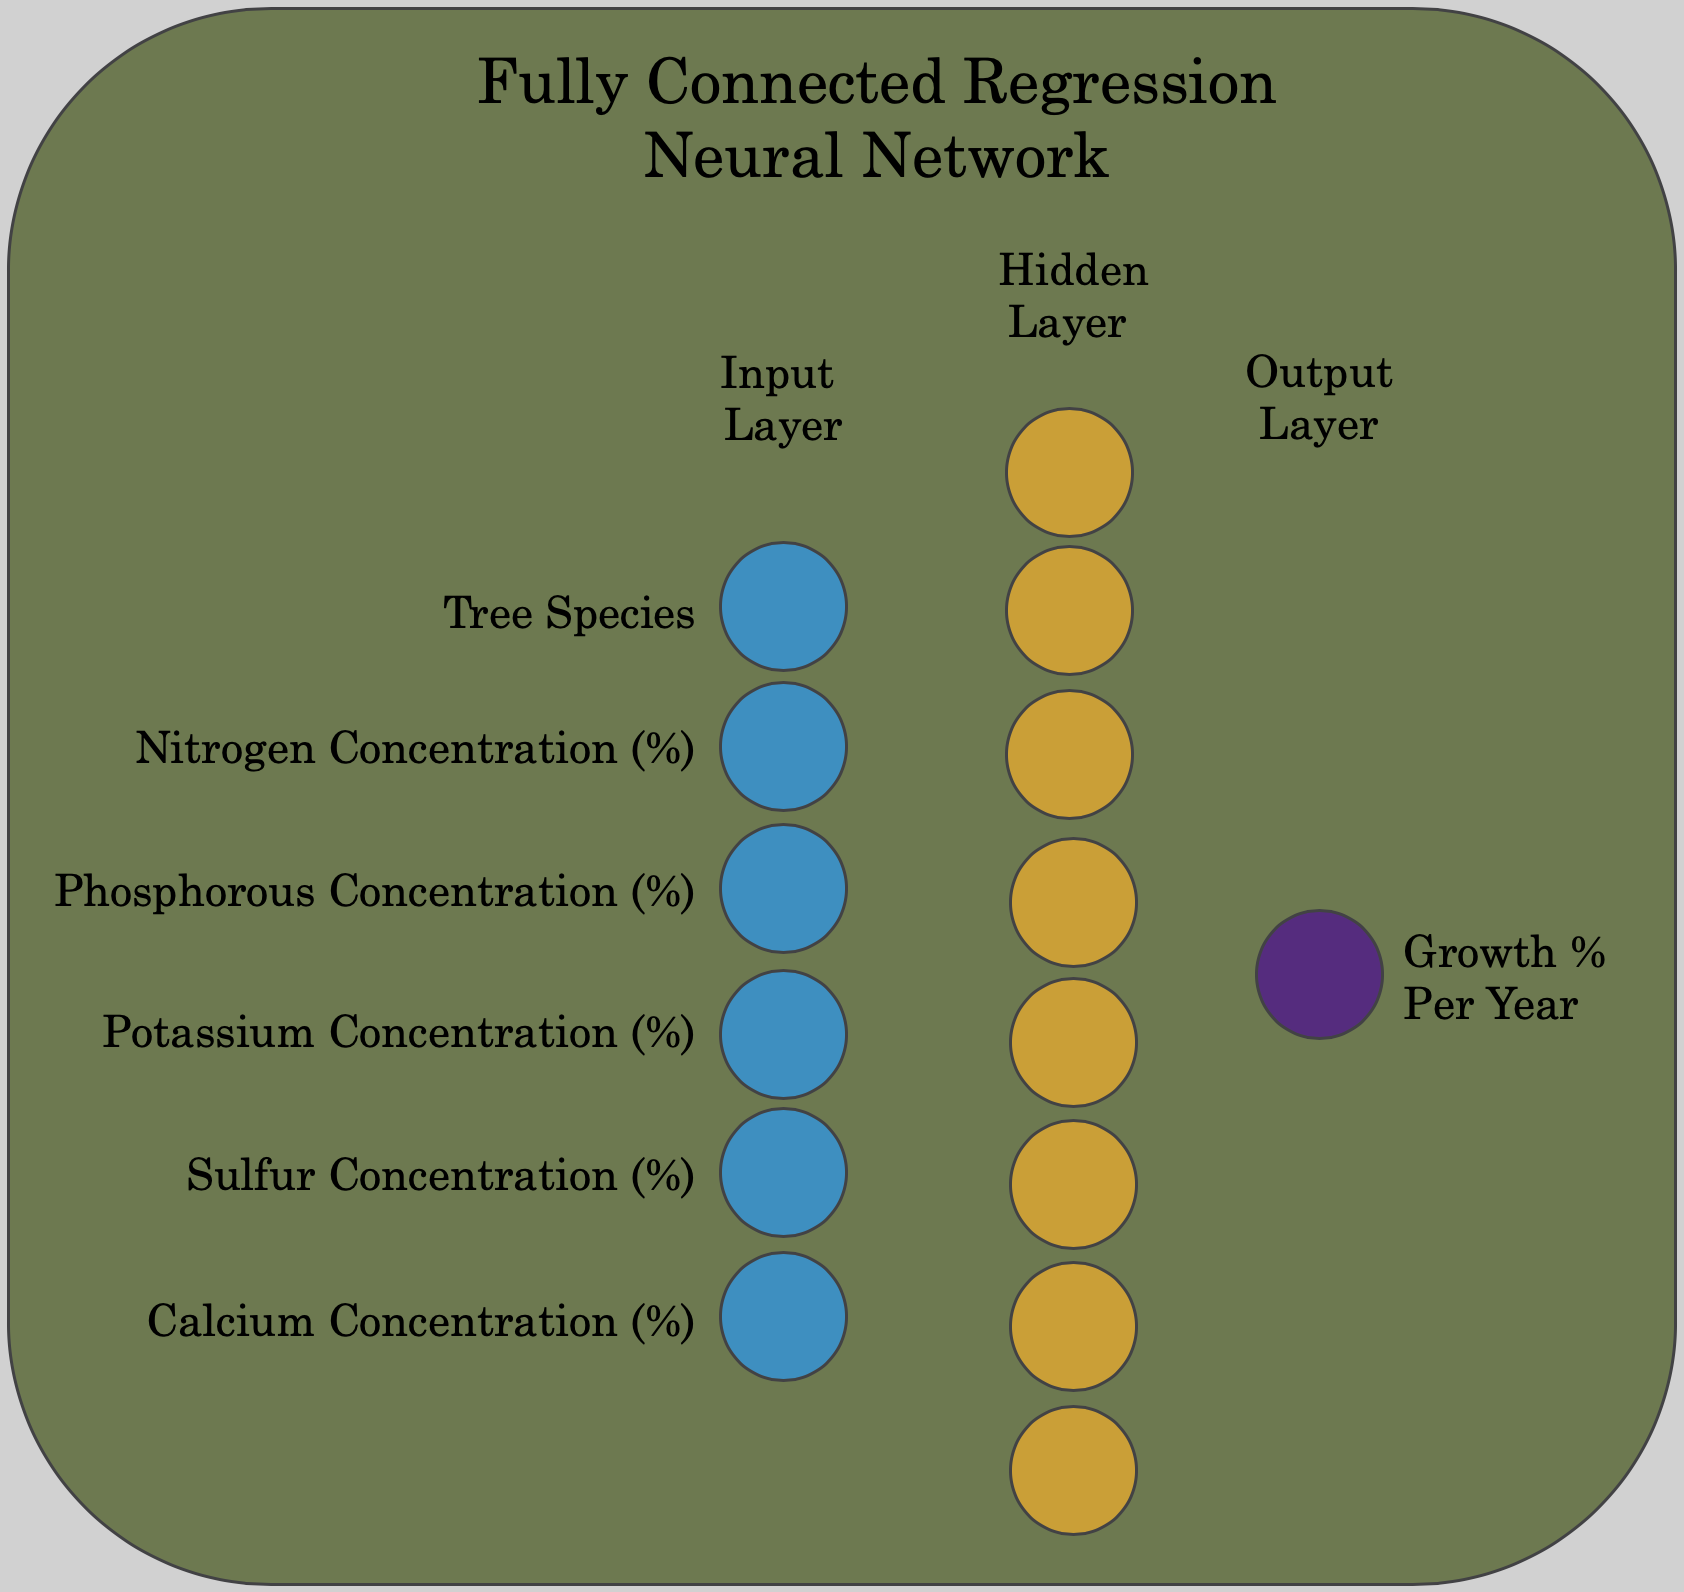 Fully Connected Regression
Neural Network
Hidden
Layer
Input
Layer
Output
Layer
Tree Species
Nitrogen Concentration (%)
Phosphorous Concentration (%)
Potassium Concentration (%)
Sulfur Concentration (%)
Calcium Concentration (%)
Growth %
Per Year